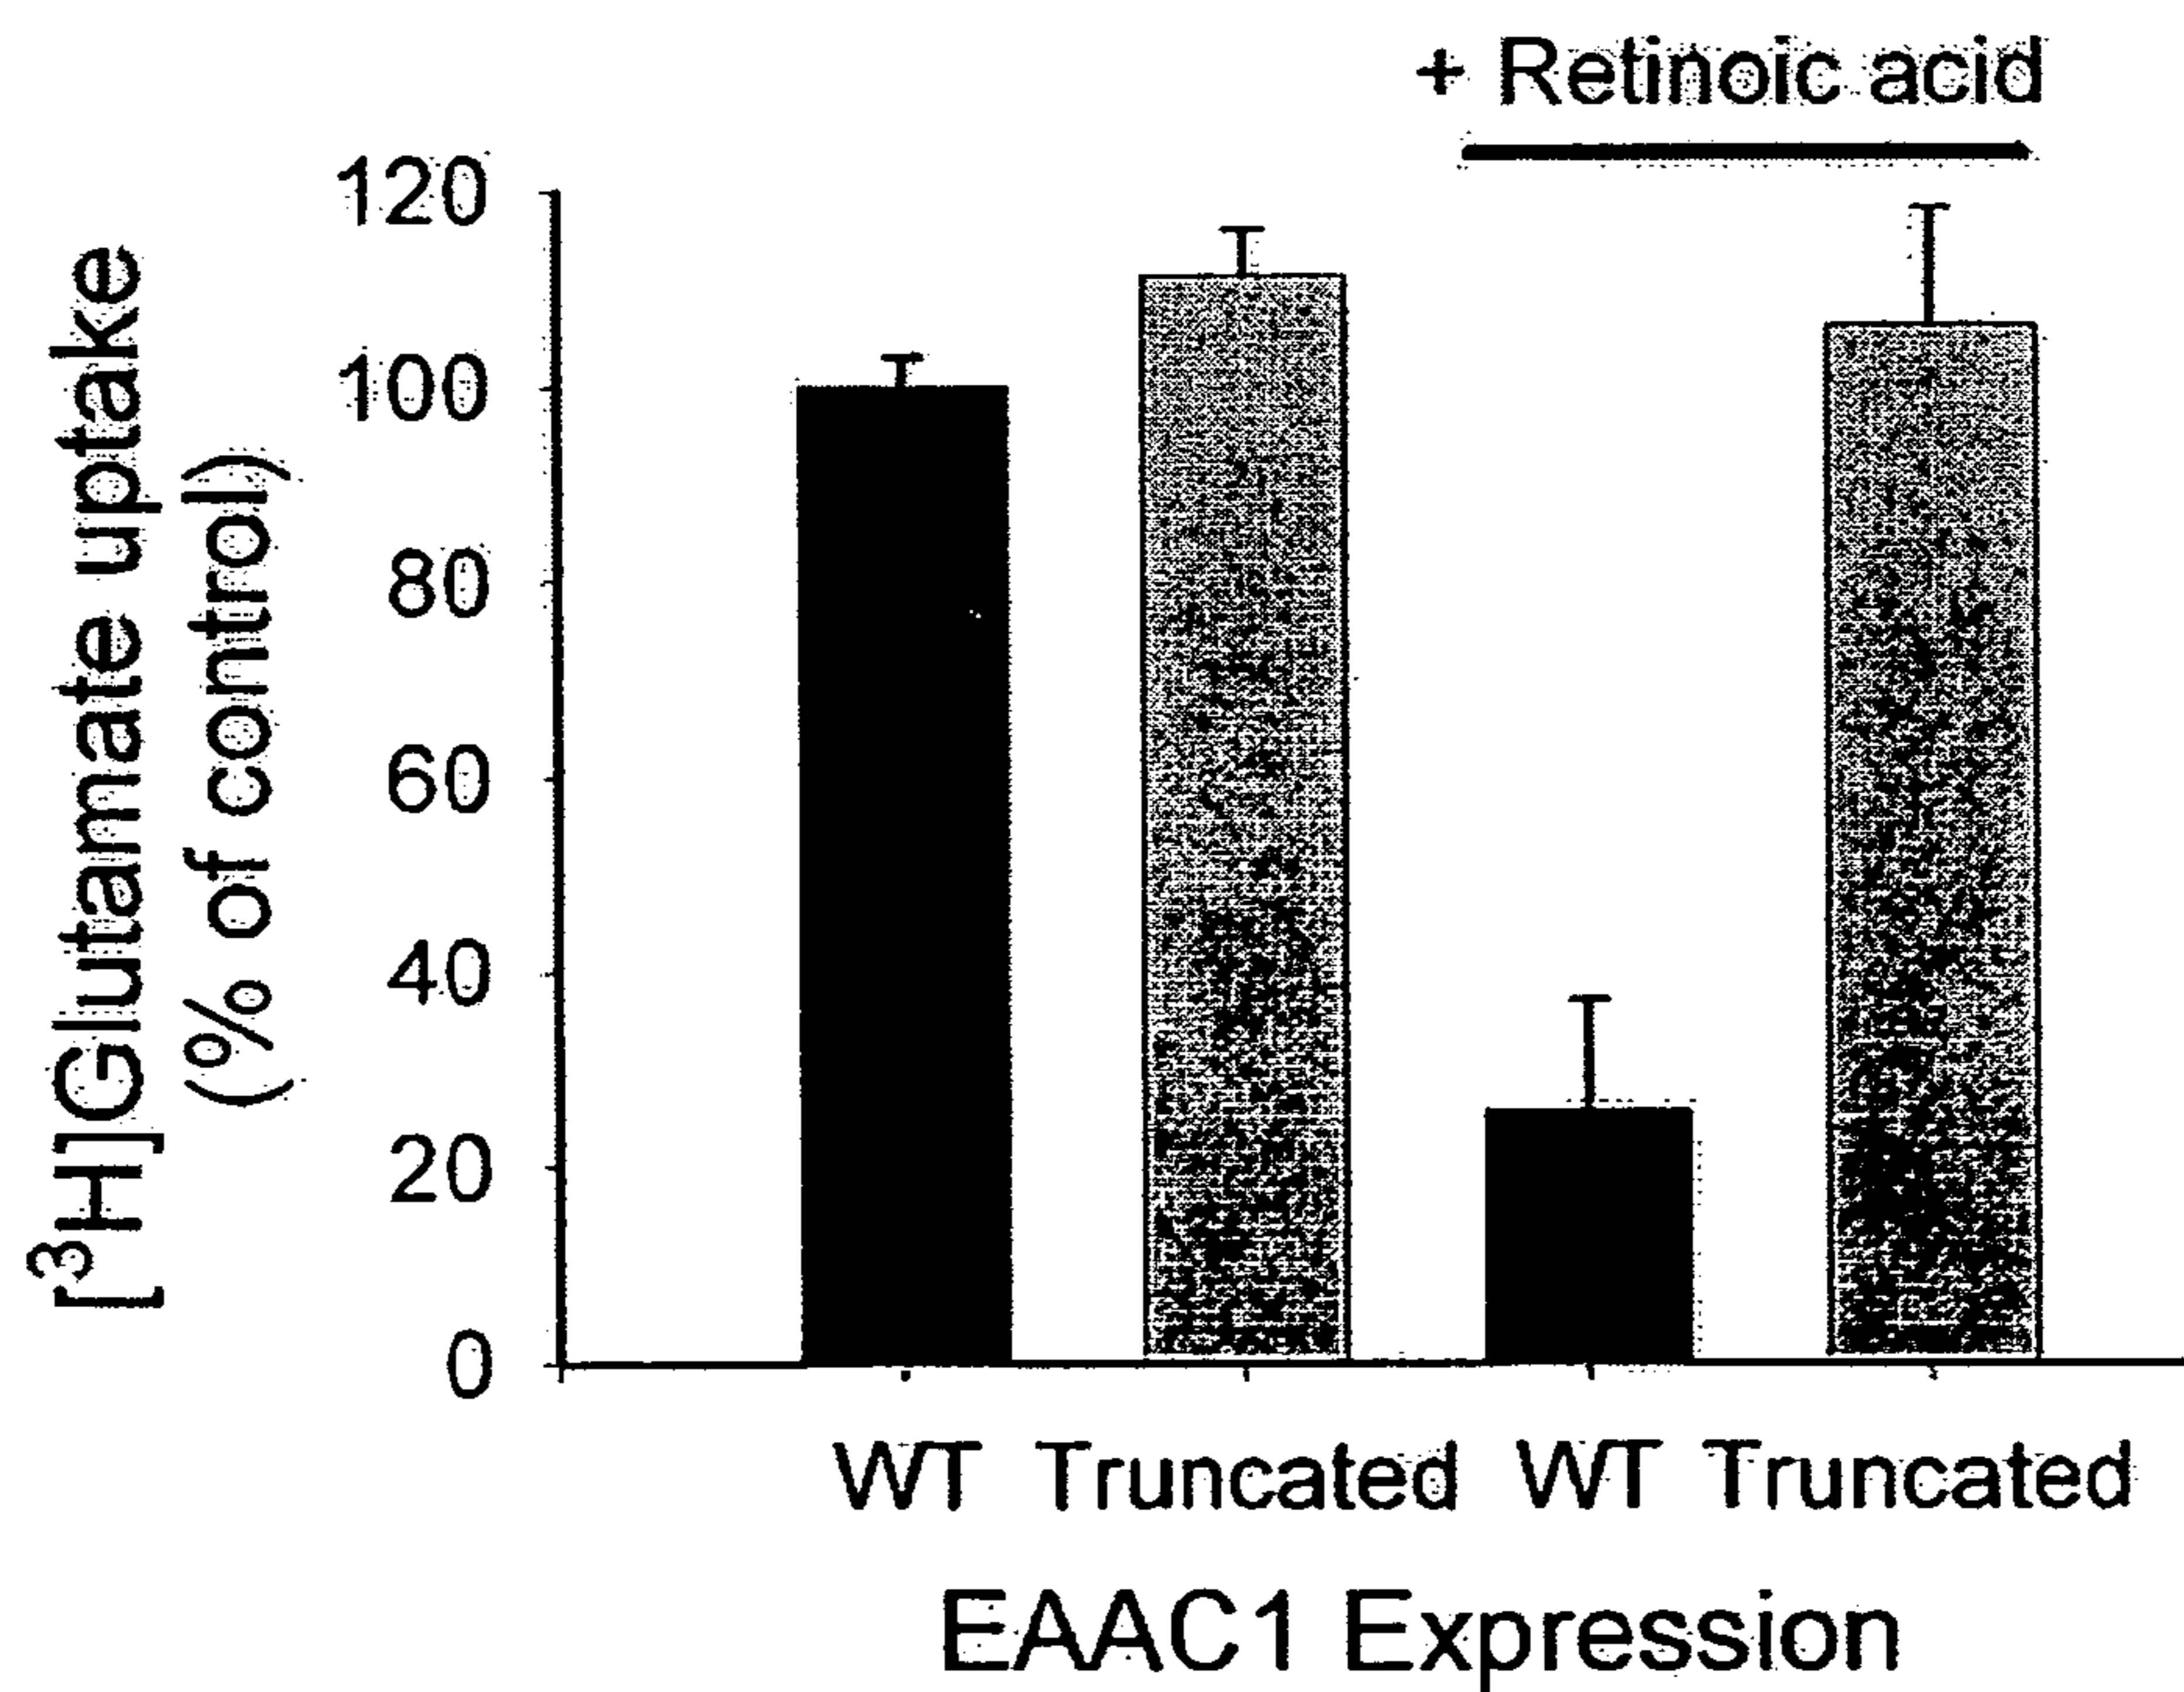 + Retinoic acid
120
100
80
60
40
20
0
[³H]Glutamate uptake
(% of control)
WT Truncated WT Truncated
EAAC1 Expression